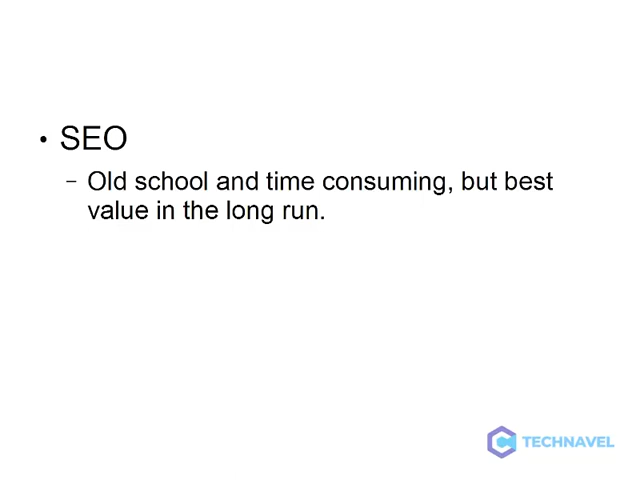 • SEO
– Old school and time consuming, but best
value in the long run.
TECHNAVEL